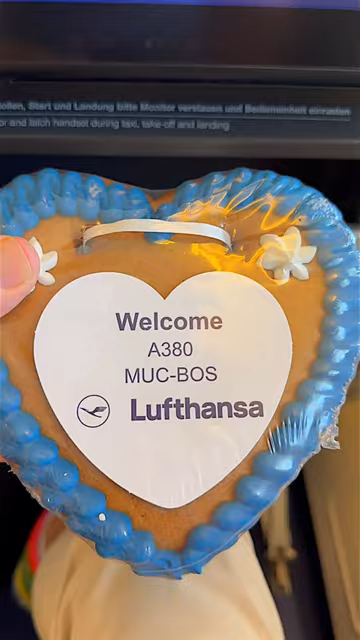 ollen, Start und Landung bitte Monitor verstauen und Bedieneinheit einrasten
or and latch handset during taxi, take-off and landing
Welcome
A380
MUC-BOS
Lufthansa